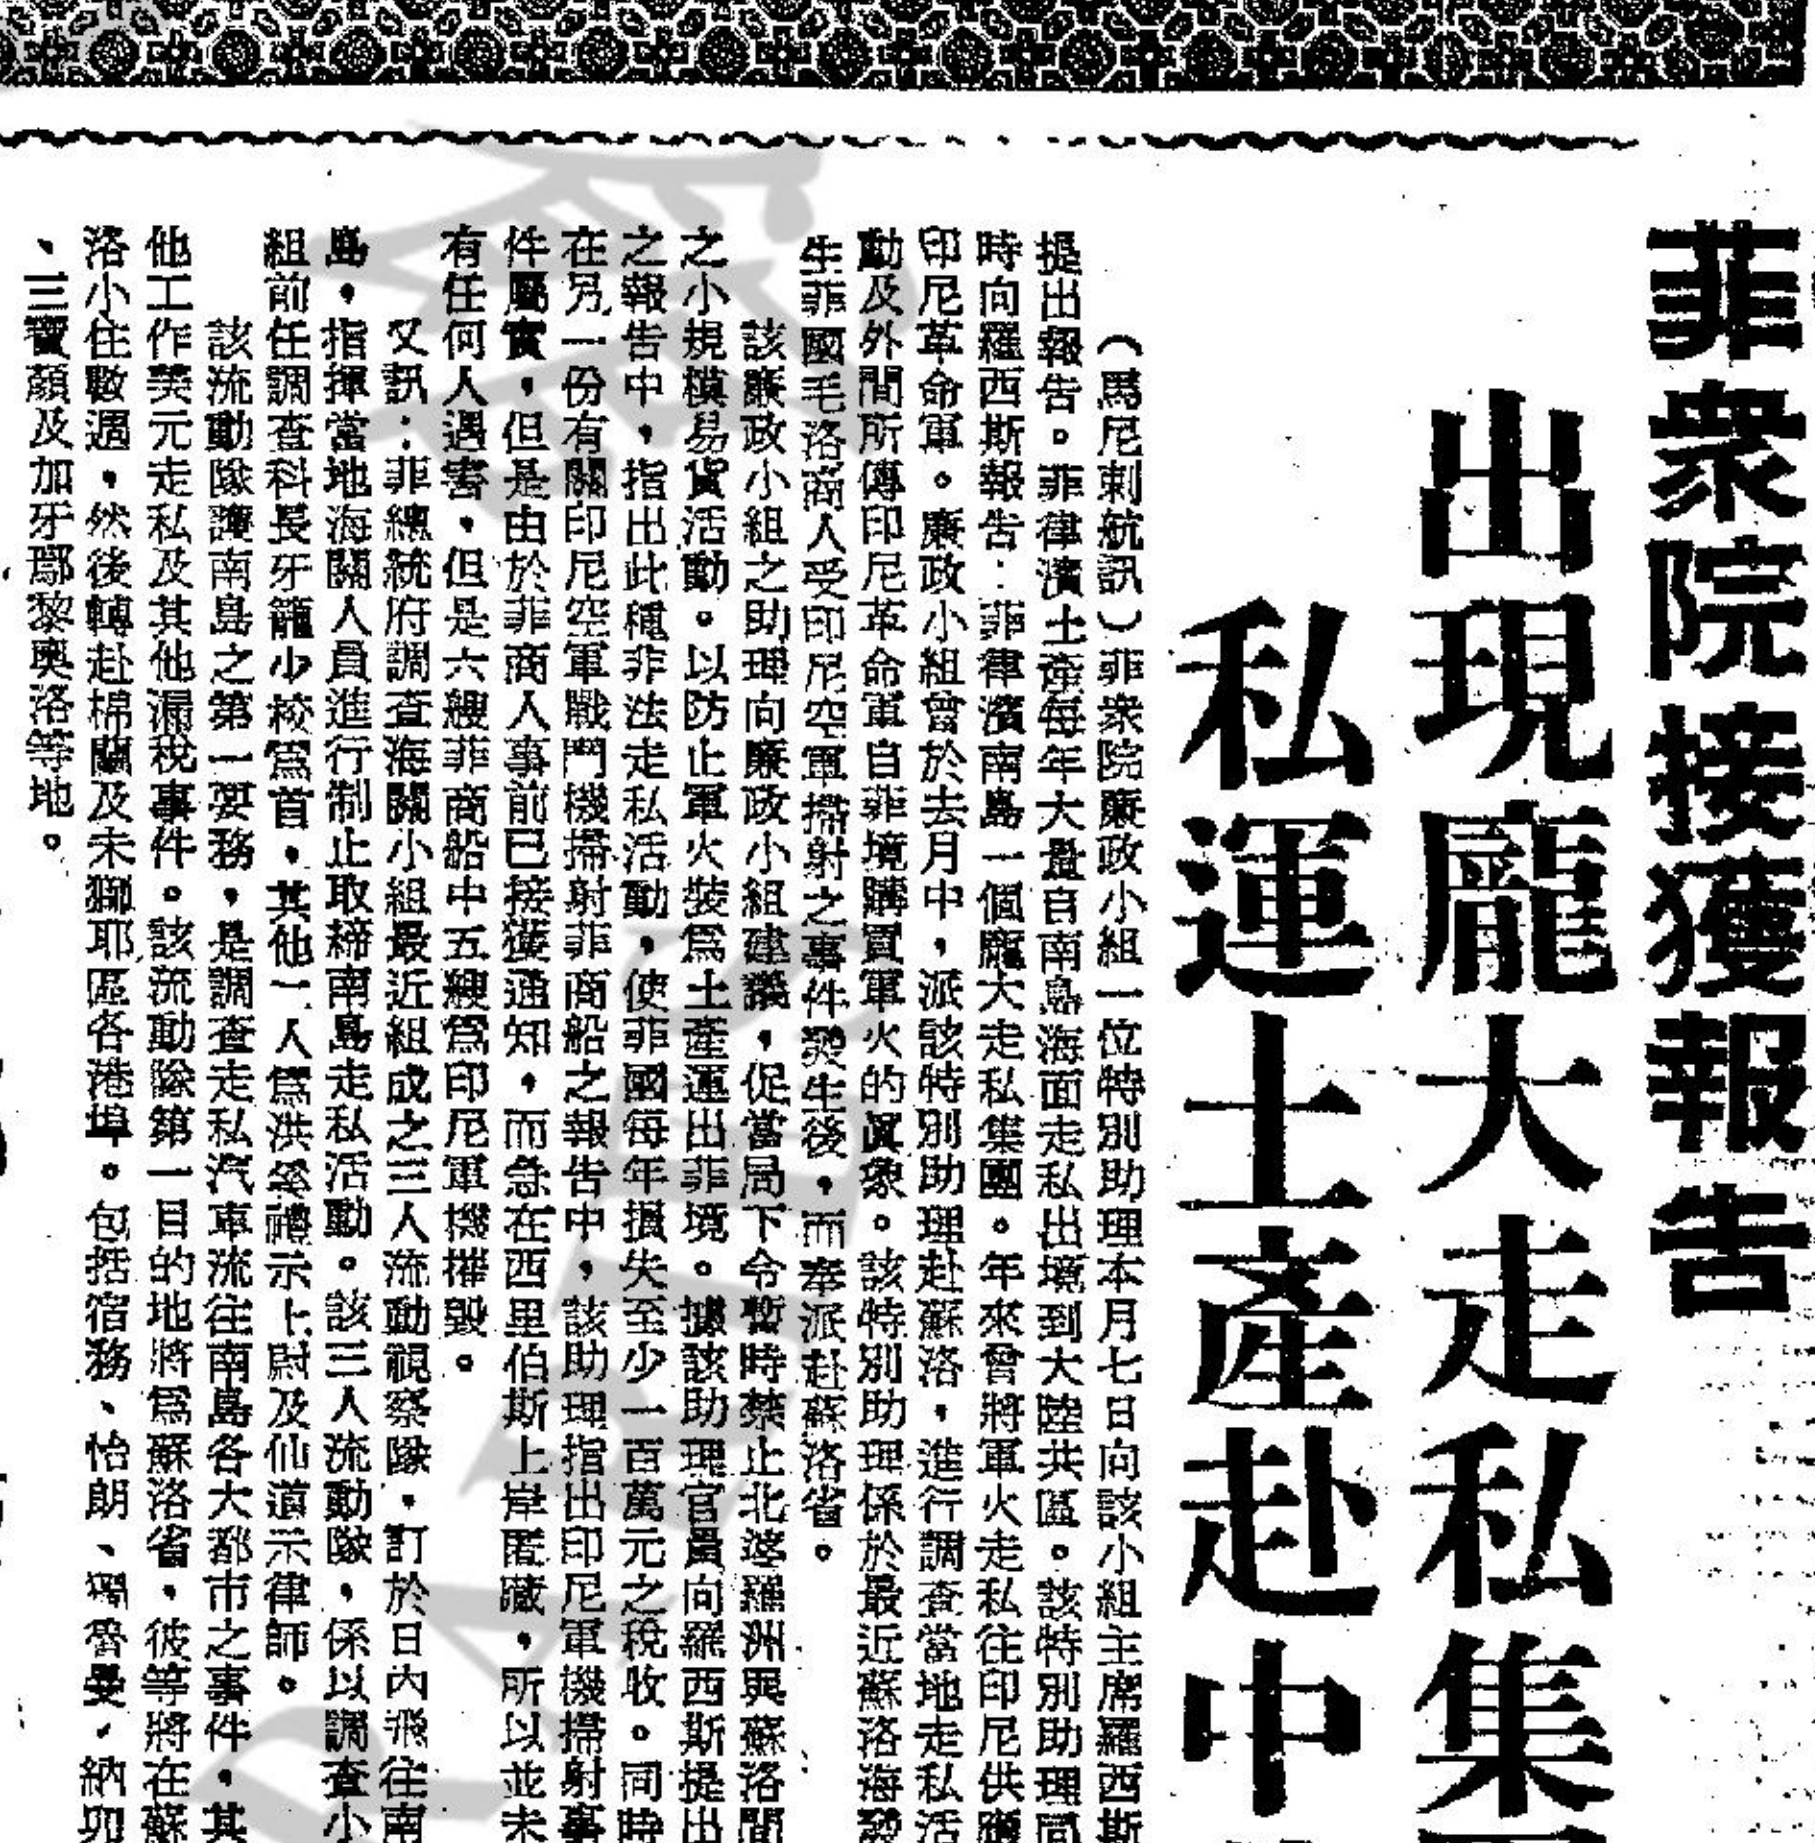 菲衆院接獲報告
出現龐大走私集
私運土產赴中
（馬尼刺航訊）菲衆院廉政小組一位特別助理本月七日向該小組主席羅西斯
提出報告。菲律濱土產每年大量自南島海面走私出境到大陸共區。該特別助理同
時向羅西斯報告：菲律濱南島一個龐大走私集團。年來曾將軍火走私往印尼供應
印尼革命軍。廉政小組曾於去月中，派該特別助理赴蘇洛，進行調查當地走私活
動及外間所傳印尼革命軍自菲境購買軍火的眞象。該特別助理係於最近蘇洛海發
生菲國毛洛商人受印尼空軍掃射之事件發生後，而奉派赴蘇洛省。
該廉政小組之助理向廉政小組建議，促當局下令暫時禁止北婆羅洲與蘇洛間
之小規模易貨活動。以防止軍火裝爲土產運出菲境。據該助理官員向羅西斯提出
之報告中，指出此種非法走私活動，使菲國每年損失至少一百萬元之稅收。同時
在另一份有關印尼空軍戰鬥機掃射菲商船之報告中，該助理指出印尼軍機掃射事
件屬實，但是由於菲商人事前已接獲通知，而急在西里伯斯上岸匿藏，所以並未
有任何人遇害，但是六艘菲商船中五艘爲印尼軍機摧毀。
又訊：菲總統府調查海關小組最近組成之三人流動視察隊，訂於日內飛往南
島，指揮當地海關人員進行制止取締南島走私活動。該三人流動隊，係以調查小
組前任調查科長牙籠少校爲首，其他一人爲洪 禮示上尉及仙道示律師。
該流動隊讀南島之第一要務，是調查走私汽車流往南島各大都市之事件，其
他工作美元走私及其他漏稅事件。該流動隊第一目的地將爲蘇洛省，彼等將在蘇
洛小住數週，然後轉赴棉蘭及未獅耶區各港埠。包括宿務、怡朗、 魯曼，納卯
、三寶顏及加牙鄢黎奧洛等地。